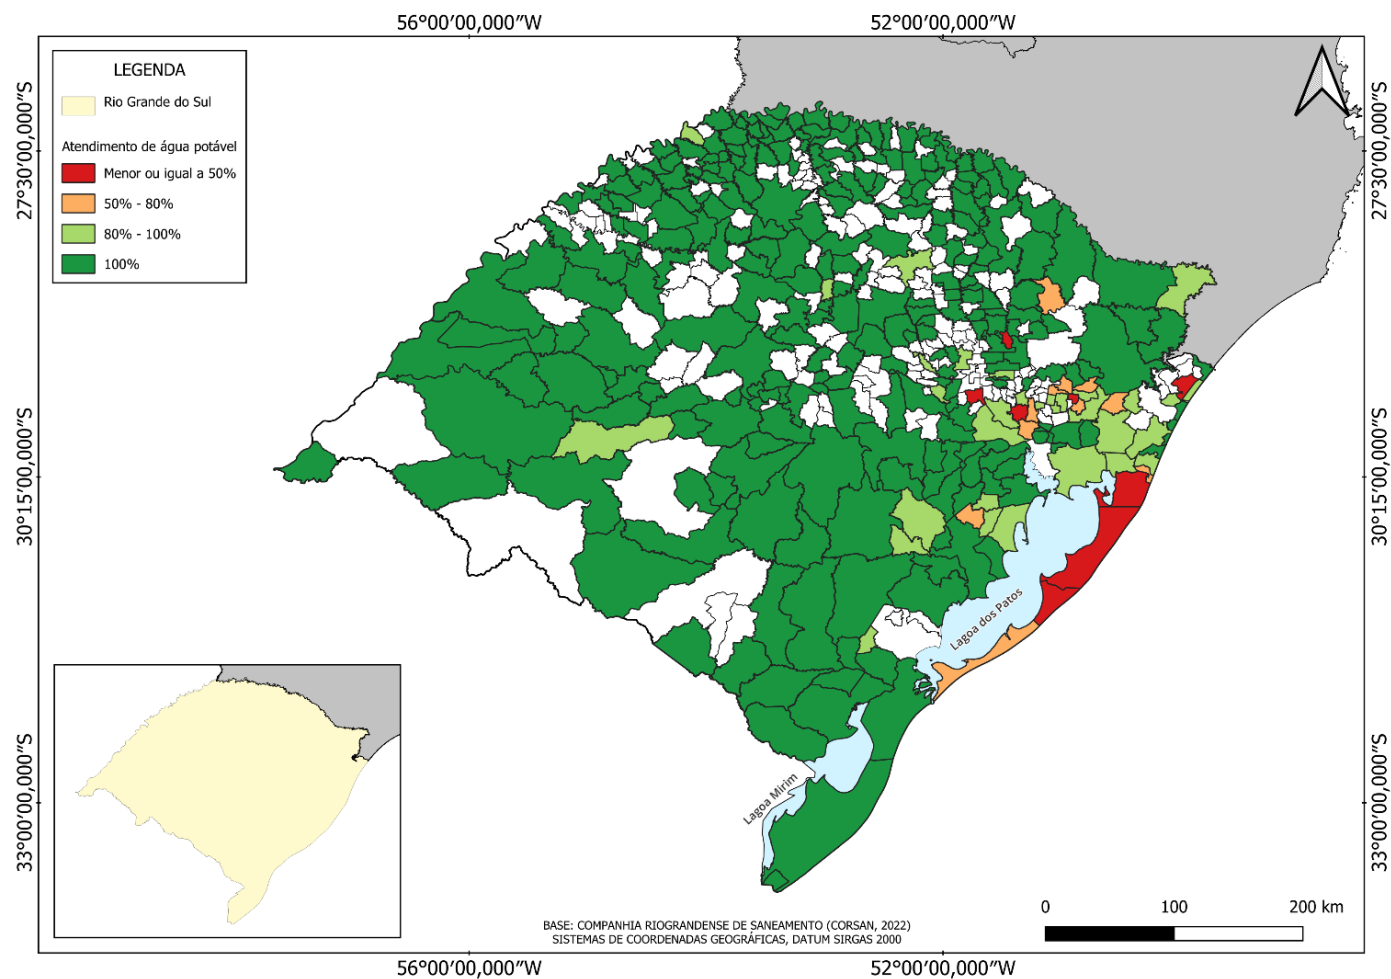 56°00′00,000″W
52°00′00,000″W
LEGENDA
Rio Grande do Sul
Atendimento de água potável
Menor ou igual a 50%
50% - 80%
80% - 100%
100%
27°30′00,000″S
27°30′00,000″S
30°15′00,000″S
30°15′00,000″S
Lagoa dos Patos
Lagoa Mirim
33°00′00,000″S
33°00′00,000″S
0 100 200 km
BASE: COMPANHIA RIOGRANDENSE DE SANEAMENTO (CORSAN, 2022)
SISTEMAS DE COORDENADAS GEOGRÁFICAS, DATUM SIRGAS 2000
56°00′00,000″W
52°00′00,000″W